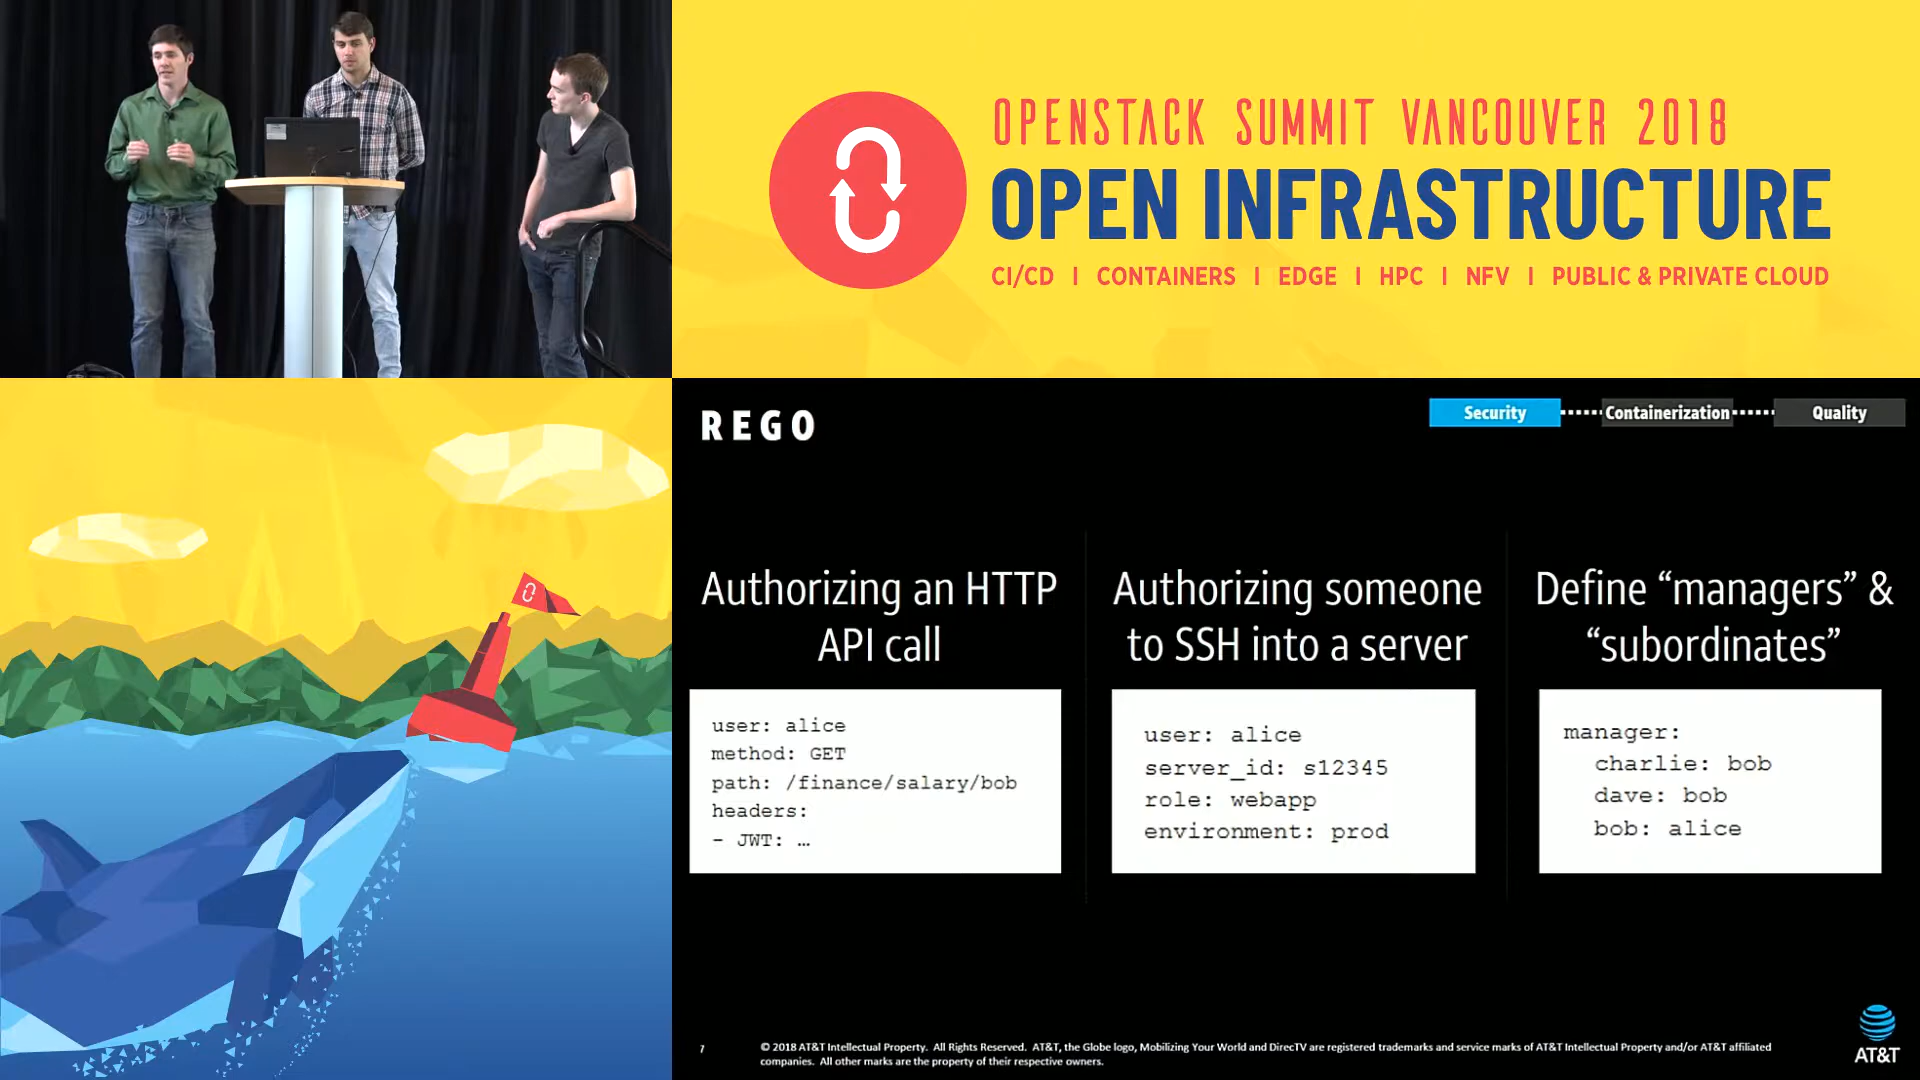 OPENSTACK SUMMIT VANCOUVER 2018
OPEN INFRASTRUCTURE
CI/CD I CONTAINERS I EDGE I HPC I NFV I PUBLIC & PRIVATE CLOUD
REGO
Security
Containerization
Quality
Authorizing an HTTP
API call
user: alice
method: GET
path: /finance/salary/bob
headers:
- JWT: …
Authorizing someone
to SSH into a server
user: alice
server_id: s12345
role: webapp
environment: prod
Define “managers” &
“subordinates”
manager:
charlie: bob
dave: bob
bob: alice
7
© 2018 AT&T Intellectual Property. All Rights Reserved. AT&T, the Globe logo, Mobilizing Your World and DirecTV are registered trademarks and service marks of AT&T Intellectual Property and/or AT&T affiliated
companies. All other marks are the property of their respective owners.
AT&T